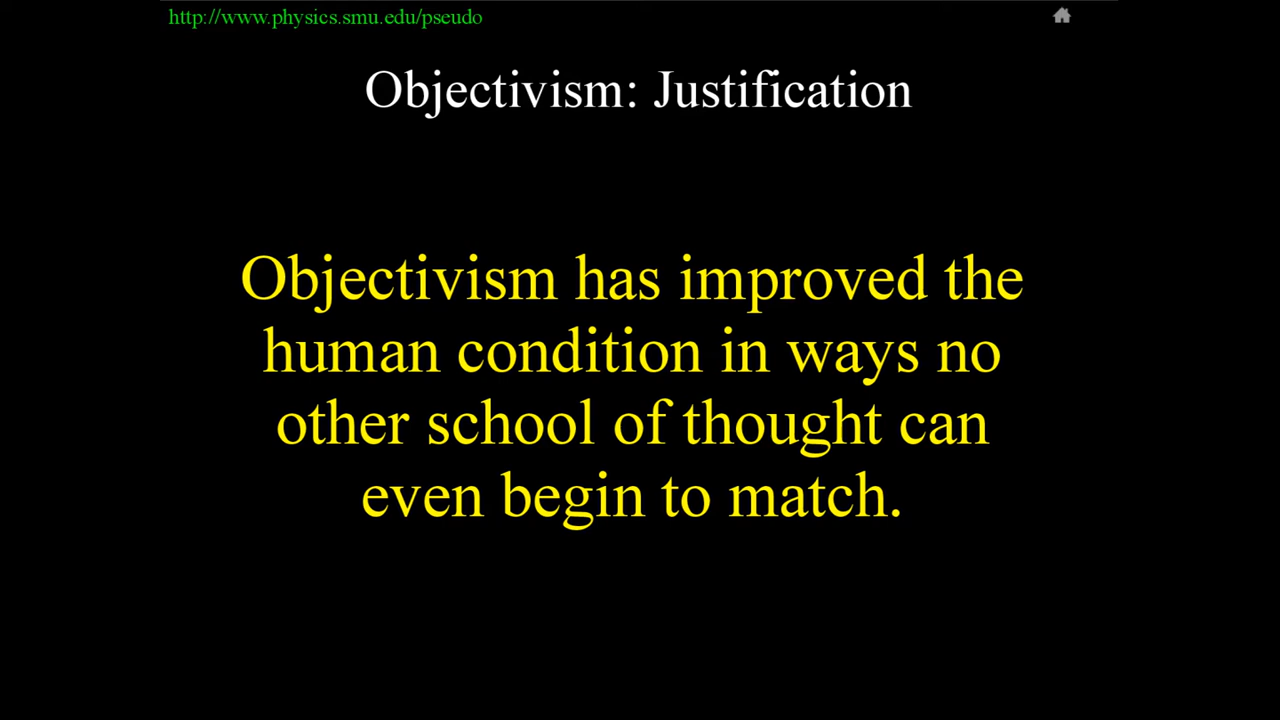 http://www.physics.smu.edu/pseudo
Objectivism: Justification
Objectivism has improved the
human condition in ways no
other school of thought can
even begin to match.